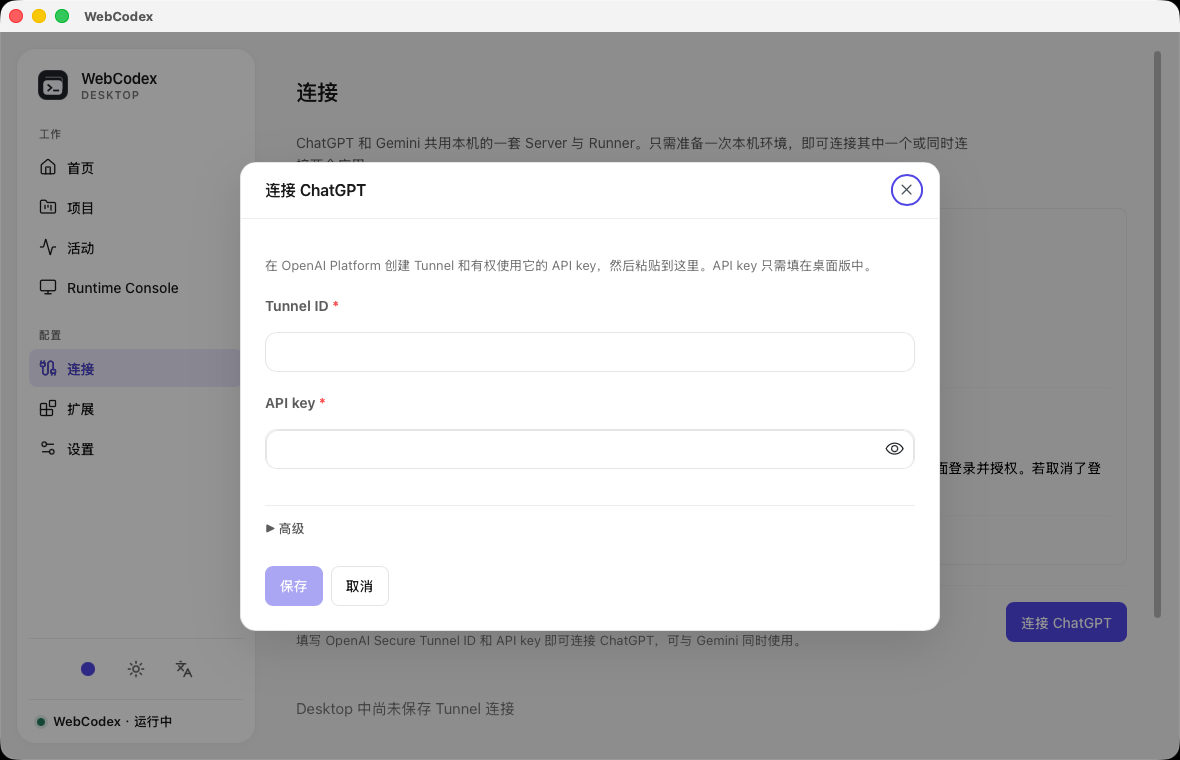 WebCodex
WebCodex
DESKTOP
工作
首页
项目
活动
Runtime Console
配置
连接
扩展
设置
WebCodex · 运行中
连接
ChatGPT 和 Gemini 共用本机的一套 Server 与 Runner。只需准备一次本机环境，即可连接其中一个或同时连
连接 ChatGPT
在 OpenAI Platform 创建 Tunnel 和有权使用它的 API key，然后粘贴到这里。API key 只需填在桌面版中。
Tunnel ID *
API key *
高级
保存
取消
面登录并授权。若取消了登
连接 ChatGPT
填写 OpenAI Secure Tunnel ID 和 API key 即可连接 ChatGPT，可与 Gemini 同时使用。
Desktop 中尚未保存 Tunnel 连接